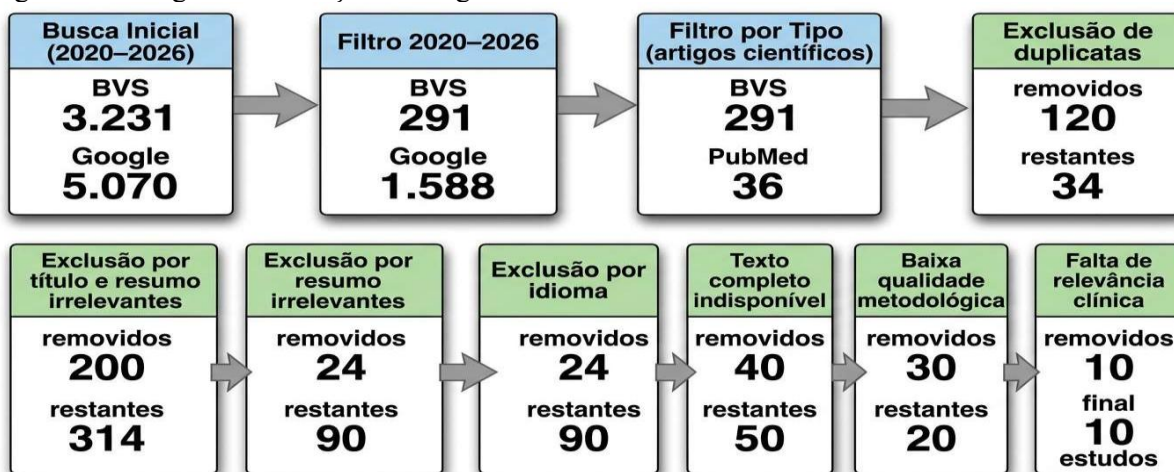 Busca Inicial
(2020–2026)
BVS
3.231
Google
5.070
Filtro 2020–2026
BVS
291
Google
1.588
Filtro por Tipo
(artigos científicos)
BVS
291
PubMed
36
Exclusão de
duplicatas
removidos
120
restantes
34
Exclusão por
título e resumo
irrelevantes
removidos
200
restantes
314
Exclusão por
resumo
irrelevantes
removidos
24
restantes
90
Exclusão por
idioma
removidos
24
restantes
90
Texto
completo
indisponível
removidos
40
restantes
50
Baixa
qualidade
metodológica
removidos
30
restantes
20
Falta de
relevância
clínica
removidos
10
final
10
estudos